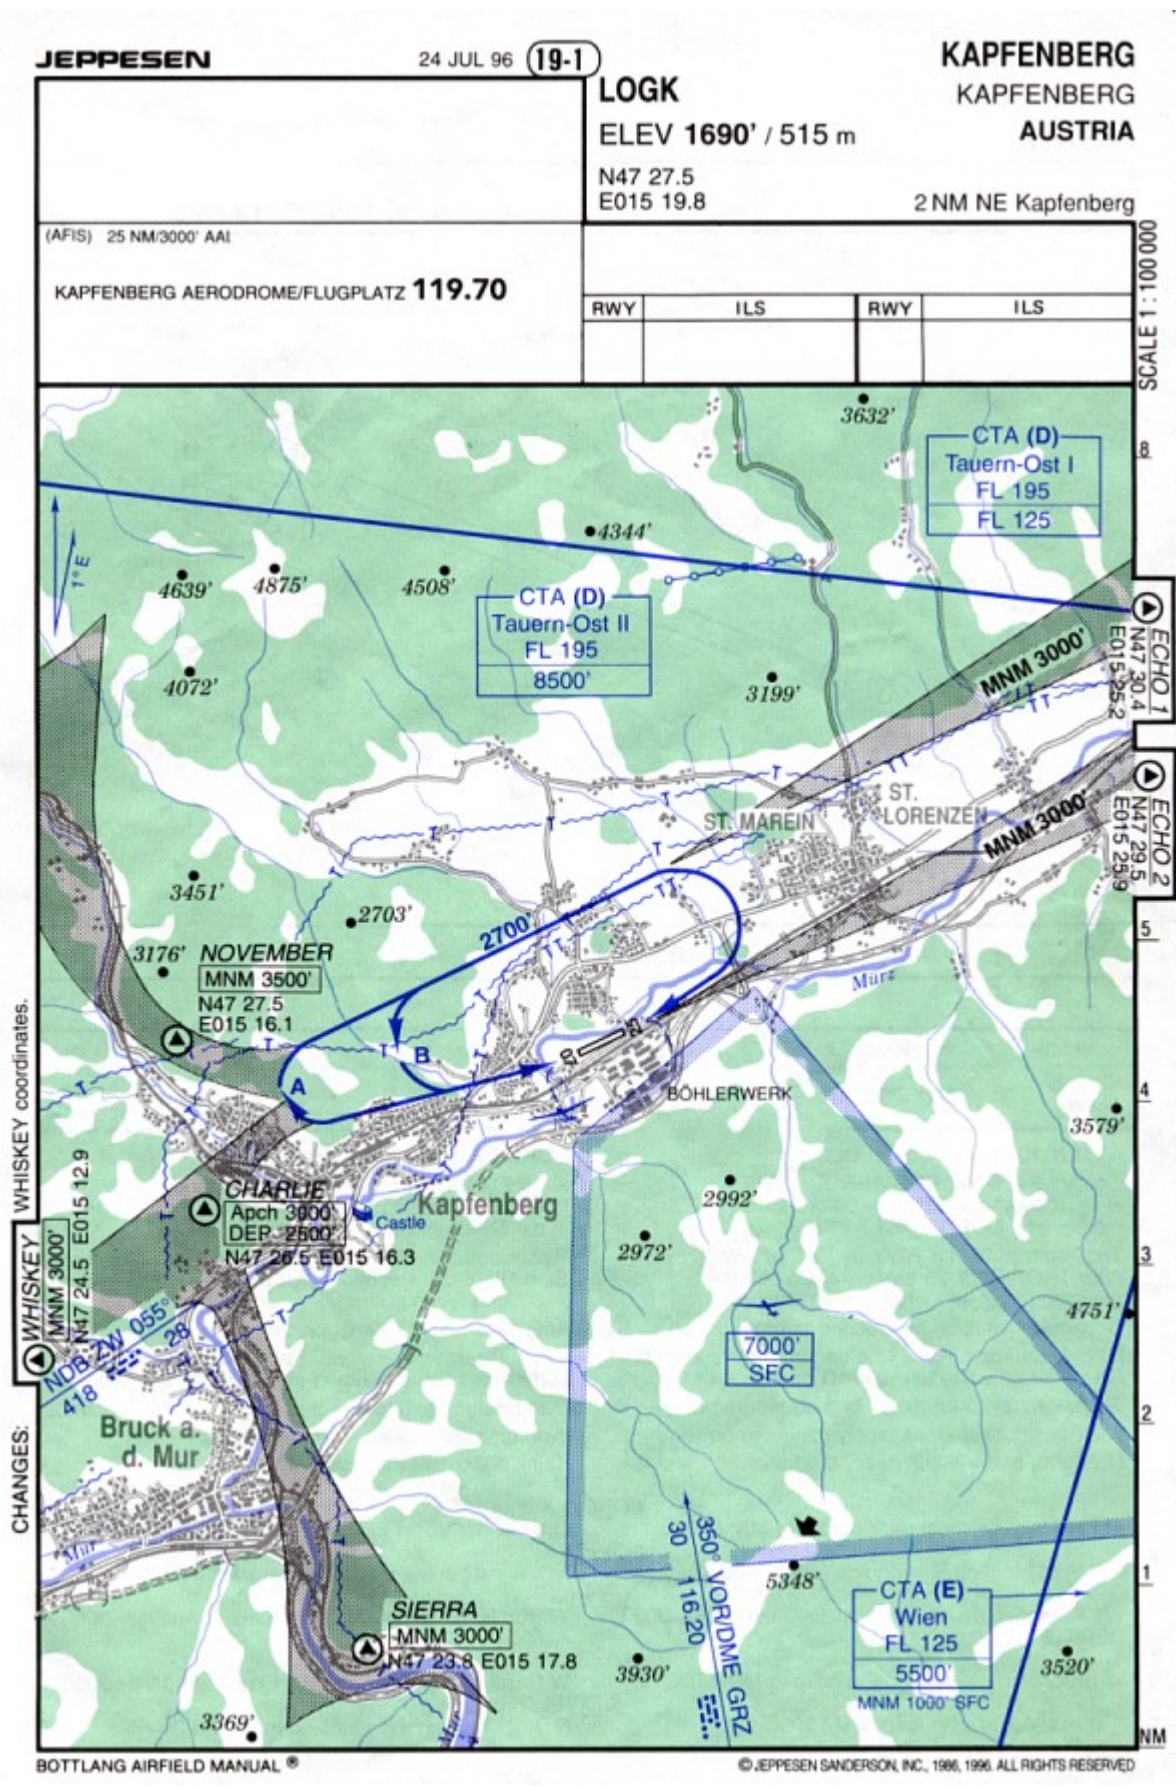 JEPPESEN
24 JUL 96
19-1
KAPFENBERG
LOGK
KAPFENBERG
ELEV 1690' / 515 m
AUSTRIA
N47 27.5
E015 19.8
2 NM NE Kapfenberg
(AFIS) 25 NM/3000' AAL
KAPFENBERG AERODROME/FLUGPLATZ 119.70
RWY ILS RWY ILS
SCALE 1 : 100 000
3632'
CTA (D)
Tauern-Ost I
FL 195
FL 125
8
4344'
1° E
4639'
4875'
4508'
CTA (D)
Tauern-Ost II
FL 195
8500'
4072'
3199'
MNM 3000'
ECHO 1
N47 30.4
E015 25.2
ST. MAREIN
ST.
LORENZEN
MNM 3000'
ECHO 2
N47 29.5
E015 25.9
3451'
2703'
2700'
5
3176'
NOVEMBER
MNM 3500'
N47 27.5
E015 16.1
Mürz
A
B
03
BÖHLERWERK
4
3579'
WHISKEY coordinates.
CHARLIE
Apch 3000'
DEP 2500'
N47 26.5 E015 16.3
Castle
Kapfenberg
2992'
2972'
3
4751'
WHISKEY
MNM 3000'
N47 24.5 E015 12.9
NDB ZW 055°
28
418
7000'
SFC
Bruck a.
d. Mur
2
CHANGES:
Mur
350° VOR/DME GRZ
30
116.20
5348'
1
CTA (E)
Wien
FL 125
5500'
MNM 1000' SFC
SIERRA
MNM 3000'
N47 23.8 E015 17.8
3930'
3520'
3369'
Mur
NM
BOTTLANG AIRFIELD MANUAL ®
© JEPPESEN SANDERSON, INC., 1986, 1996. ALL RIGHTS RESERVED